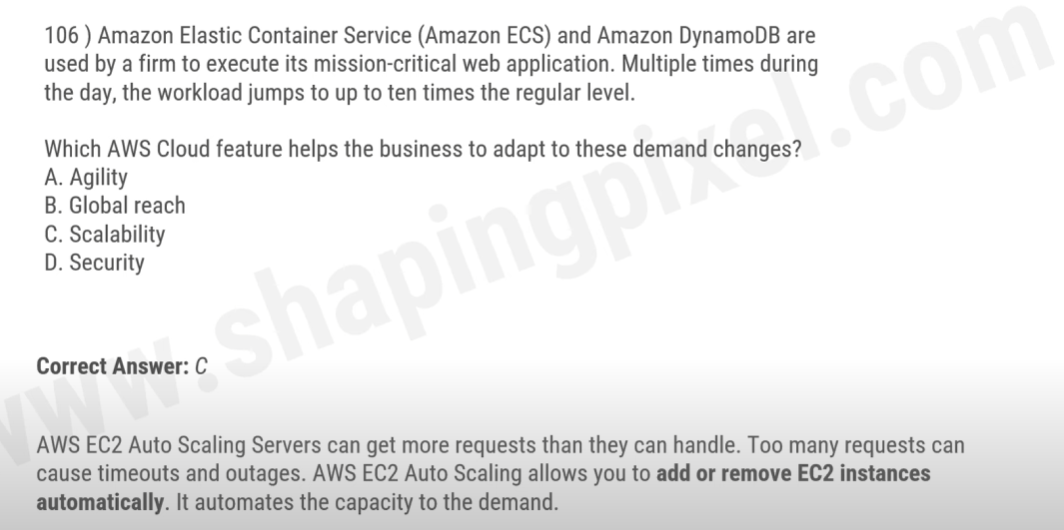 106 ) Amazon Elastic Container Service (Amazon ECS) and Amazon DynamoDB are
used by a firm to execute its mission-critical web application. Multiple times during
the day, the workload jumps to up to ten times the regular level.
Which AWS Cloud feature helps the business to adapt to these demand changes?
A. Agility
B. Global reach
C. Scalability
D. Security
www.shapingpixel.com
Correct Answer: C
AWS EC2 Auto Scaling Servers can get more requests than they can handle. Too many requests can
cause timeouts and outages. AWS EC2 Auto Scaling allows you to add or remove EC2 instances
automatically. It automates the capacity to the demand.